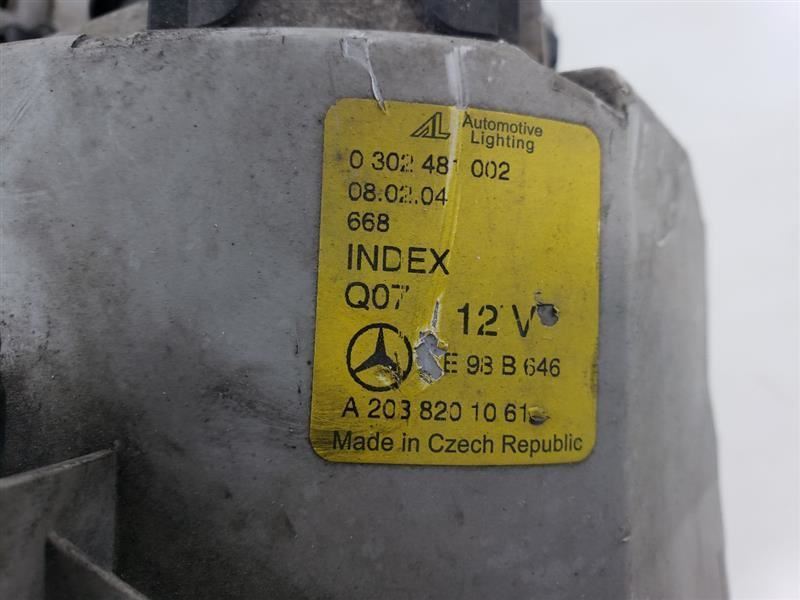 AL Automotive
Lighting
0 302 481 002
08.02.04
668
INDEX
Q07 12 V
E 98 B 646
A 203 820 10 61
Made in Czech Republic